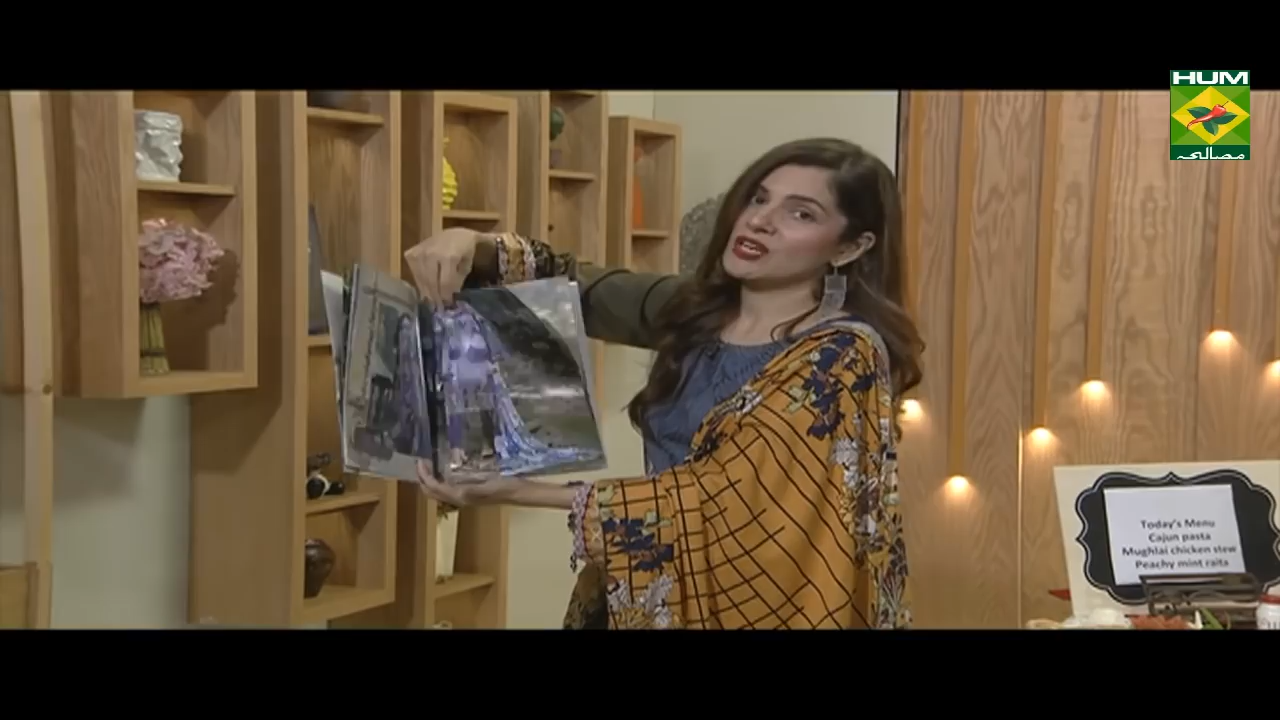 HUM
مصالحہ
Today's Menu
Cajun pasta
Mughlai chicken stew
Peachy mint raita